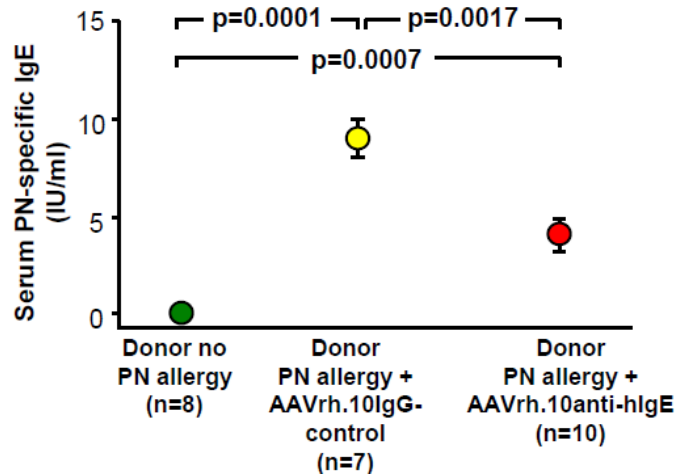 15
p=0.0001
p=0.0017
p=0.0007
10
5
0
Serum PN-specific IgE
(IU/ml)
Donor no
PN allergy
(n=8)
Donor
PN allergy +
AAVrh.10IgG-
control
(n=7)
Donor
PN allergy +
AAVrh.10anti-hIgE
(n=10)